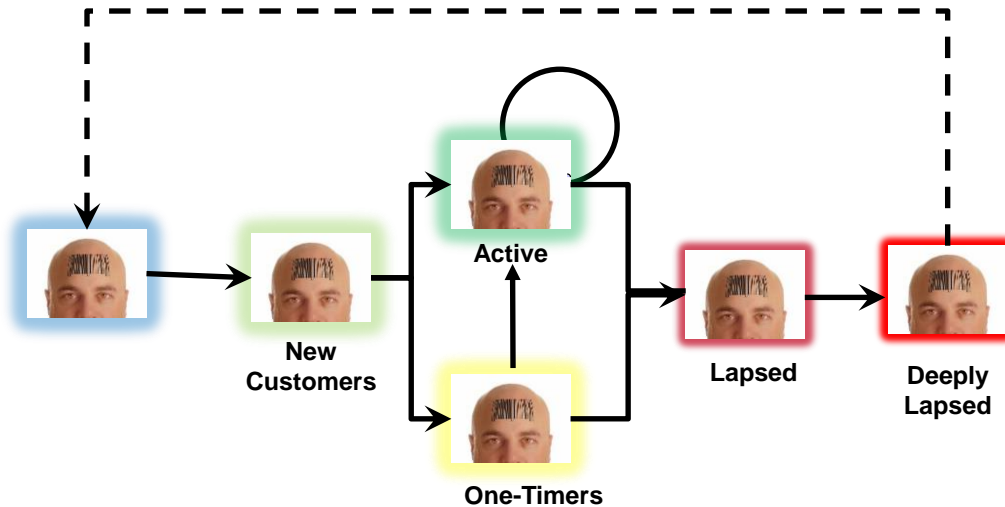 Active
New
Customers
Lapsed
Deeply
Lapsed
One-Timers